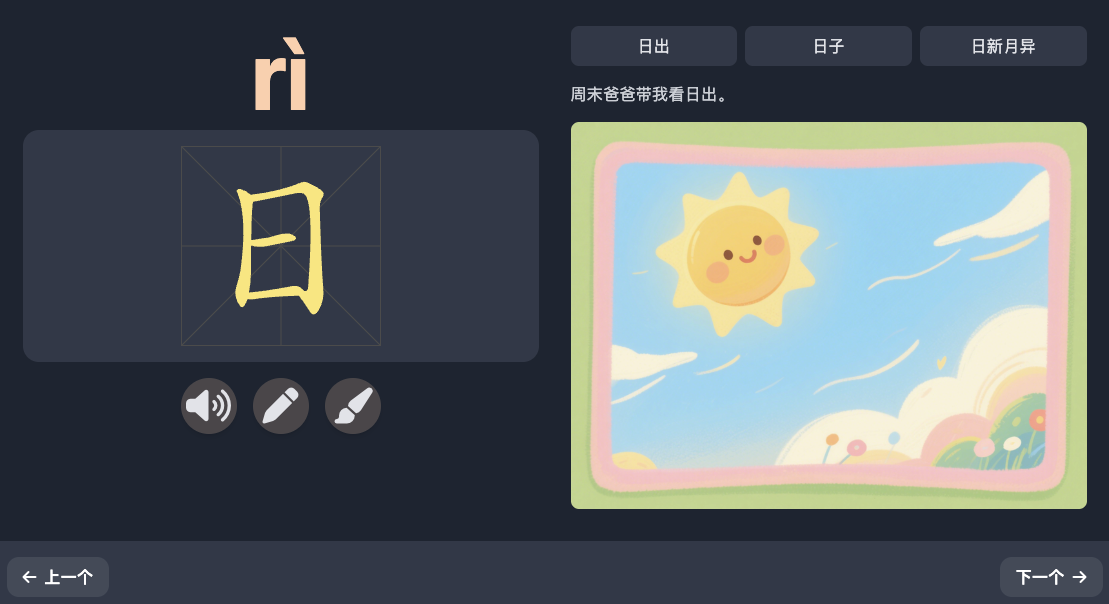 rì
日
日出
日子
日新月异
周末爸爸带我看日出。
← 上一个
下一个 →